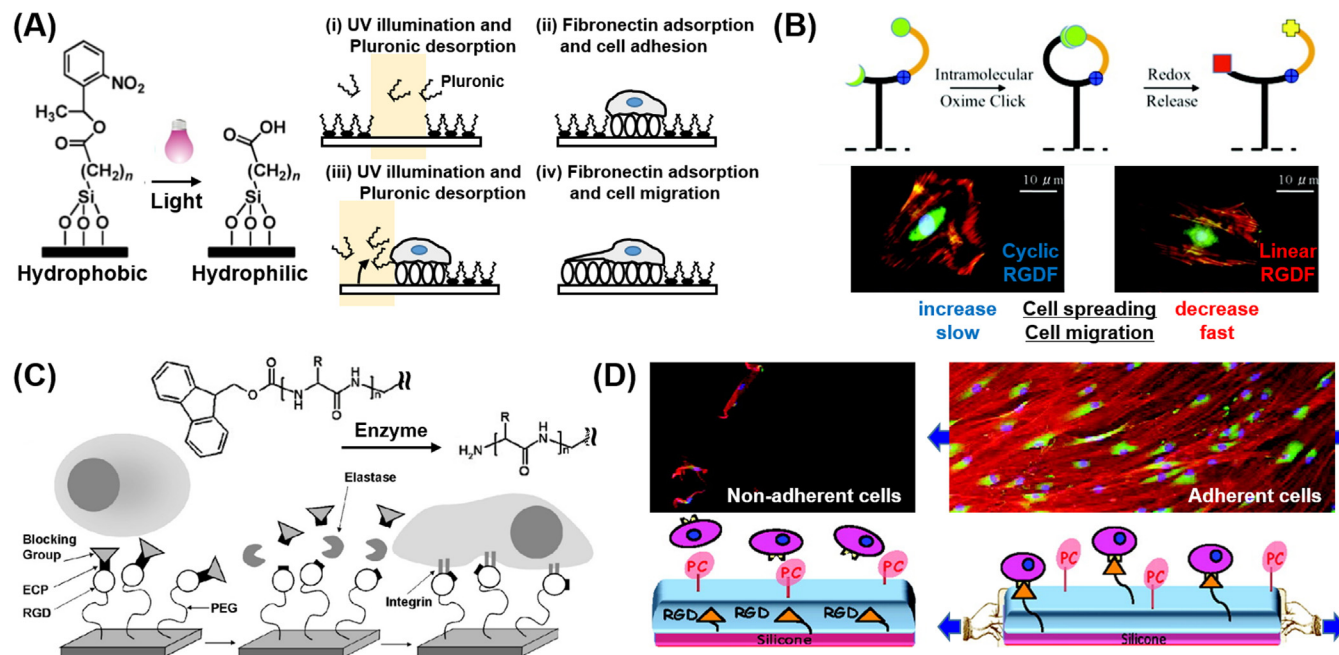 (A)
NO₂
H₃C
O
O
(CH₂)n
Si
O O O
Hydrophobic
Light
O
OH
(CH₂)n
Si
O O O
Hydrophilic
(i) UV illumination and
Pluronic desorption
Pluronic
(ii) Fibronectin adsorption
and cell adhesion
(iii) UV illumination and
Pluronic desorption
(iv) Fibronectin adsorption
and cell migration
(B)
Intramolecular
Oxime Click
Redox
Release
10 μm
Cyclic
RGDF
10 μm
Linear
RGDF
increase
slow
Cell spreading
Cell migration
decrease
fast
(C)
O
O
N
H
R
O
H
N
n
Enzyme
H₂N
R
O
H
N
n
Elastase
Blocking
Group
ECP
RGD
PEG
Integrin
(D)
Non-adherent cells
Adherent cells
PC
PC
PC
RGD
RGD
RGD
Silicone
PC
PC
PC
Silicone